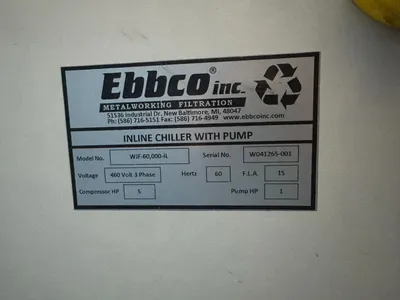 Ebbco® inc.
METALWORKING FILTRATION
51536 Industrial Dr. New Baltimore, MI, 48047
Ph: (586) 716-5151 Fax: (586) 716-4949 www.ebbcoinc.com
INLINE CHILLER WITH PUMP
Model No. WJF-60,000-IL Serial No. WO41265-001
Voltage 460 Volt 3 Phase Hertz 60 F.L.A. 15
Compressor HP 5 Pump HP 1